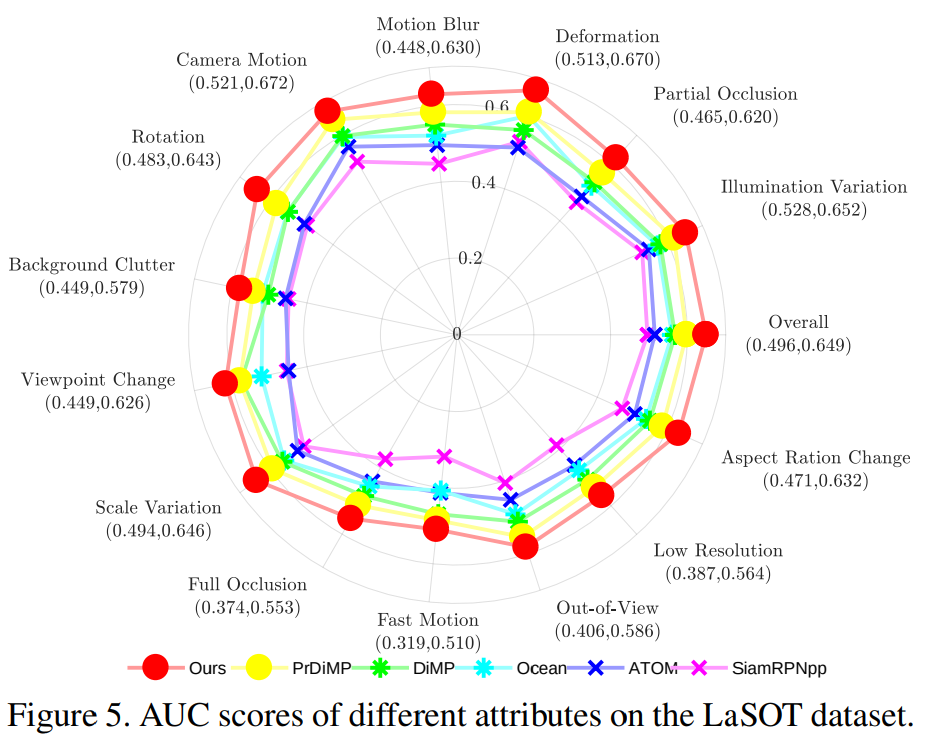 Motion Blur
(0.448,0.630)
Deformation
(0.513,0.670)
Camera Motion
(0.521,0.672)
Partial Occlusion
(0.465,0.620)
Rotation
(0.483,0.643)
Illumination Variation
(0.528,0.652)
Background Clutter
(0.449,0.579)
Overall
(0.496,0.649)
Viewpoint Change
(0.449,0.626)
Aspect Ration Change
(0.471,0.632)
Scale Variation
(0.494,0.646)
Low Resolution
(0.387,0.564)
Full Occlusion
(0.374,0.553)
Out-of-View
(0.406,0.586)
Fast Motion
(0.319,0.510)
0.6
0.4
0.2
0
Ours PrDiMP DiMP Ocean ATOM SiamRPNpp
Figure 5. AUC scores of different attributes on the LaSOT dataset.